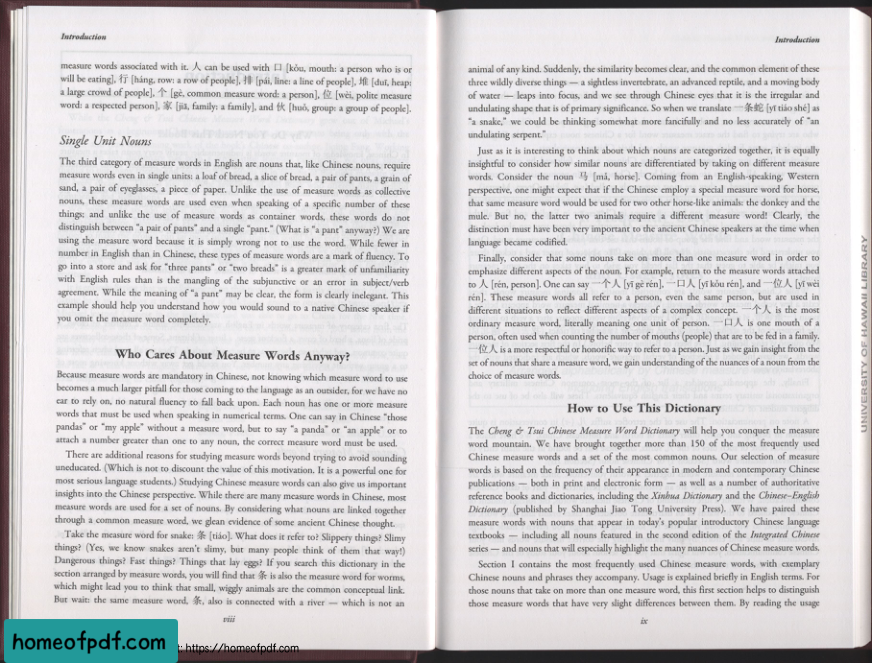 Introduction
measure words associated with it. 人 can be used with 口 [kǒu, mouth: a person who is or
will be eating], 行 [háng, row: a row of people], 排 [pái, line: a line of people], 堆 [duī, heap:
a large crowd of people], 个 [gè, common measure word: a person], 位 [wèi, polite measure
word: a respected person], 家 [jiā, family: a family], and 伙 [huǒ, group: a group of people].
Single Unit Nouns
The third category of measure words in English are nouns that, like Chinese nouns, require
measure words even in single units: a loaf of bread, a slice of bread, a pair of pants, a grain of
sand, a pair of eyeglasses, a piece of paper. Unlike the use of measure words as collective
nouns, these measure words are used even when speaking of a specific number of these
things; and unlike the use of measure words as container words, these words do not
distinguish between "a pair of pants" and a single "pant." (What is "a pant" anyway?) We are
using the measure word because it is simply wrong not to use the word. While fewer in
number in English than in Chinese, these types of measure words are a mark of fluency. To
go into a store and ask for "three pants" or "two breads" is a greater mark of unfamiliarity
with English rules than is the mangling of the subjunctive or an error in subject/verb
agreement. While the meaning of "a pant" may be clear, the form is clearly inelegant. This
example should help you understand how you would sound to a native Chinese speaker if
you omit the measure word completely.
Who Cares About Measure Words Anyway?
Because measure words are mandatory in Chinese, not knowing which measure word to use
becomes a much larger pitfall for those coming to the language as an outsider, for we have no
ear to rely on, no natural fluency to fall back upon. Each noun has one or more measure
words that must be used when speaking in numerical terms. One can say in Chinese "those
pandas" or "my apple" without a measure word, but to say "a panda" or "an apple" or to
attach a number greater than one to any noun, the correct measure word must be used.
There are additional reasons for studying measure words beyond trying to avoid sounding
uneducated. (Which is not to discount the value of this motivation. It is a powerful one for
most serious language students.) Studying Chinese measure words can also give us important
insights into the Chinese perspective. While there are many measure words in Chinese, most
measure words are used for a set of nouns. By considering what nouns are linked together
through a common measure word, we glean evidence of some ancient Chinese thought.
Take the measure word for snake: 条 [tiáo]. What does it refer to? Slippery things? Slimy
things? (Yes, we know snakes aren't slimy, but many people think of them that way!)
Dangerous things? Fast things? Things that lay eggs? If you search this dictionary in the
section arranged by measure words, you will find that 条 is also the measure word for worms,
which might lead you to think that small, wiggly animals are the common conceptual link.
But wait: the same measure word, 条, also is connected with a river — which is not an
viii
Introduction
animal of any kind. Suddenly, the similarity becomes clear, and the common element of these
three wildly diverse things — a sightless invertebrate, an advanced reptile, and a moving body
of water — leaps into focus, and we see through Chinese eyes that it is the irregular and
undulating shape that is of primary significance. So when we translate 一条蛇 [yī tiáo shé] as
"a snake," we could be thinking somewhat more fancifully and no less accurately of "an
undulating serpent."
Just as it is interesting to think about which nouns are categorized together, it is equally
insightful to consider how similar nouns are differentiated by taking on different measure
words. Consider the noun 马 [mǎ, horse]. Coming from an English-speaking, Western
perspective, one might expect that if the Chinese employ a special measure word for horse,
that same measure word would be used for two other horse-like animals: the donkey and the
mule. But no, the latter two animals require a different measure word! Clearly, the
distinction must have been very important to the ancient Chinese speakers at the time when
language became codified.
Finally, consider that some nouns take on more than one measure word in order to
emphasize different aspects of the noun. For example, return to the measure words attached
to 人 [rén, person]. One can say 一个人 [yī gè rén], 一口人 [yī kǒu rén], and 一位人 [yī wèi
rén]. These measure words all refer to a person, even the same person, but are used in
different situations to reflect different aspects of a complex concept. 一个人 is the most
ordinary measure word, literally meaning one unit of person. 一口人 is one mouth of a
person, often used when counting the number of mouths (people) that are to be fed in a family.
一位人 is a more respectful or honorific way to refer to a person. Just as we gain insight from the
set of nouns that share a measure word, we gain understanding of the nuances of a noun from the
choice of measure words.
How to Use This Dictionary
The Cheng & Tsui Chinese Measure Word Dictionary will help you conquer the measure
word mountain. We have brought together more than 150 of the most frequently used
Chinese measure words and a set of the most common nouns. Our selection of measure
words is based on the frequency of their appearance in modern and contemporary Chinese
publications — both in print and electronic form — as well as a number of authoritative
reference books and dictionaries, including the Xinhua Dictionary and the Chinese–English
Dictionary (published by Shanghai Jiao Tong University Press). We have paired these
measure words with nouns that appear in today's popular introductory Chinese language
textbooks — including all nouns featured in the second edition of the Integrated Chinese
series — and nouns that will especially highlight the many nuances of Chinese measure words.
Section I contains the most frequently used Chinese measure words, with exemplary
Chinese nouns and phrases they accompany. Usage is explained briefly in English terms. For
those nouns that take on more than one measure word, this first section helps to distinguish
those measure words that have very slight differences between them. By reading the usage
ix
UNIVERSITY OF HAWAII LIBRARY
homeofpdf.com
: https://homeofpdf.com